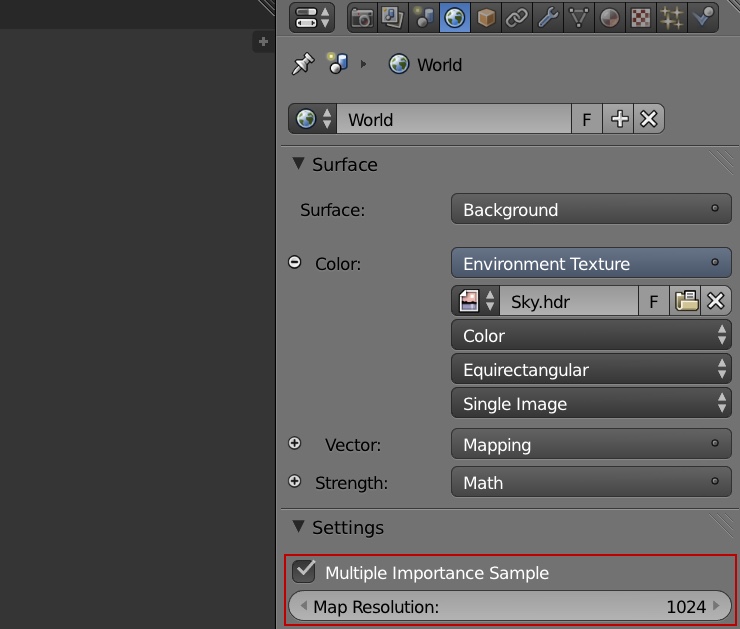 World
World F
Surface
Surface: Background
Color: Environment Texture
Sky.hdr F
Color
Equirectangular
Single Image
Vector: Mapping
Strength: Math
Settings
Multiple Importance Sample
Map Resolution: 1024